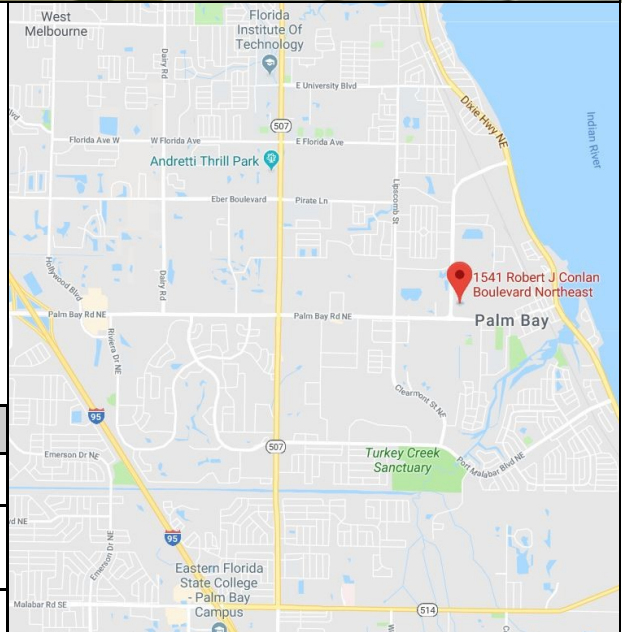 West
Melbourne
Florida
Institute Of
Technology
Dairy Rd
E University Blvd
Dixie Hwy NE
Indian River
507
Florida Ave W
W Florida Ave
E Florida Ave
Andretti Thrill Park
Lipscomb St
Eber Boulevard
Pirate Ln
Hollywood Blvd
Dairy Rd
1541 Robert J Conlan
Boulevard Northeast
Palm Bay Rd NE
Palm Bay Rd NE
Palm Bay
Riviera Dr NE
Clearmont St NE
95
507
Emerson Dr NE
Turkey Creek
Sanctuary
Port Malabar Blvd NE
vd NE
95
Emerson Dr NE
Eastern Florida
State College
- Palm Bay
Campus
Malabar Rd SE
514